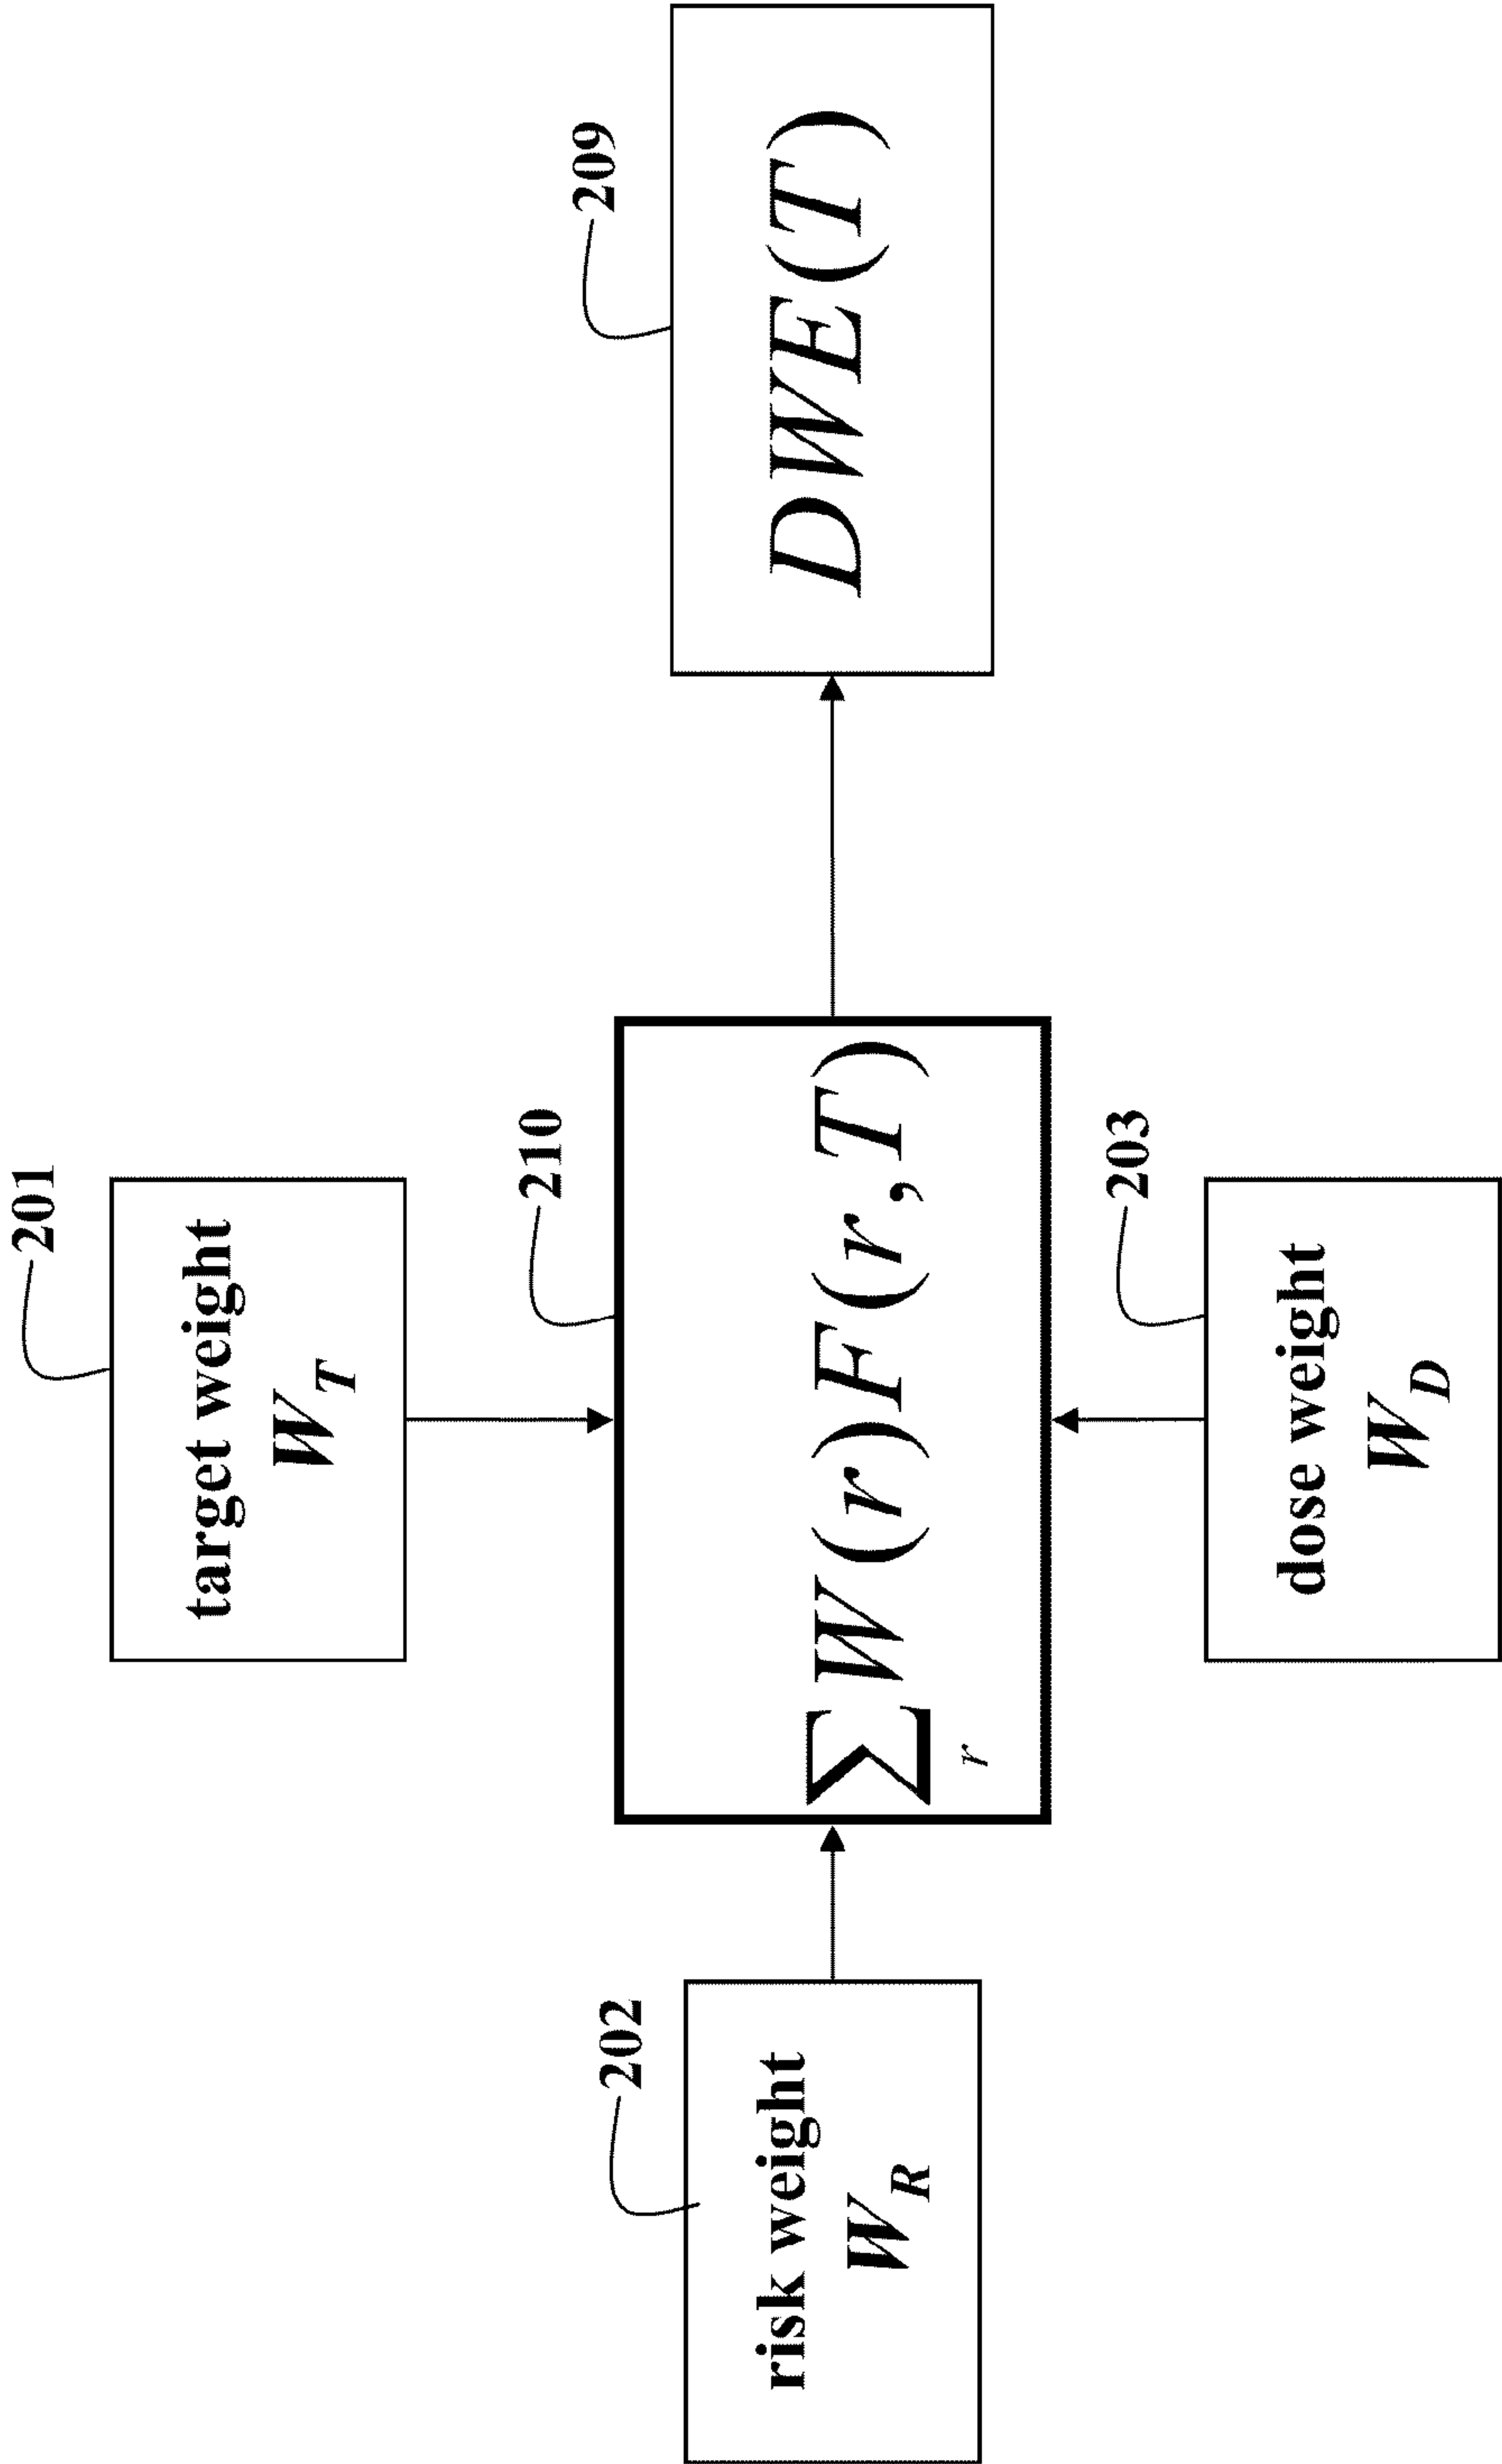 201
target weight
W_T
202
risk weight
W_R
210
∑_r W(r)F(r,T)
209
DWE(T)
203
dose weight
W_D